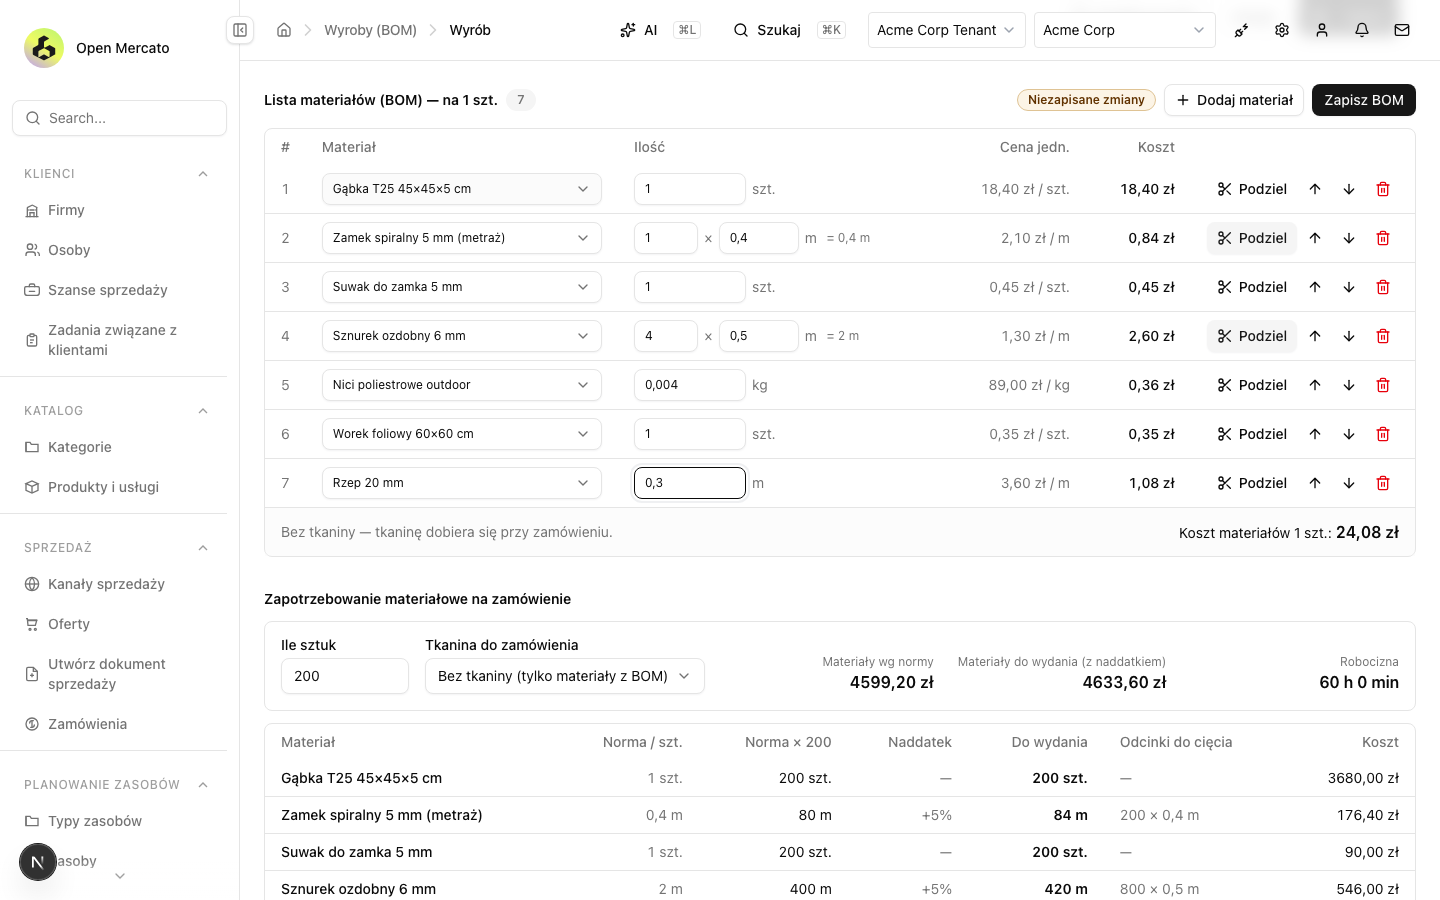 Open Mercato
Wyroby (BOM)
Wyrób
AI
⌘L
Szukaj
⌘K
Acme Corp Tenant
Acme Corp
Search...
KLIENCI
Firmy
Osoby
Szanse sprzedaży
Zadania związane z
klientami
KATALOG
Kategorie
Produkty i usługi
SPRZEDAŻ
Kanały sprzedaży
Oferty
Utwórz dokument
sprzedaży
Zamówienia
PLANOWANIE ZASOBÓW
Typy zasobów
asoby
N
Lista materiałów (BOM) — na 1 szt. 7
Niezapisane zmiany
Dodaj materiał
Zapisz BOM
# Materiał Ilość Cena jedn. Koszt
1 Gąbka T25 45×45×5 cm 1 szt. 18,40 zł / szt. 18,40 zł Podziel
2 Zamek spiralny 5 mm (metraż) 1 × 0,4 m = 0,4 m 2,10 zł / m 0,84 zł Podziel
3 Suwak do zamka 5 mm 1 szt. 0,45 zł / szt. 0,45 zł Podziel
4 Sznurek ozdobny 6 mm 4 × 0,5 m = 2 m 1,30 zł / m 2,60 zł Podziel
5 Nici poliestrowe outdoor 0,004 kg 89,00 zł / kg 0,36 zł Podziel
6 Worek foliowy 60×60 cm 1 szt. 0,35 zł / szt. 0,35 zł Podziel
7 Rzep 20 mm 0,3 m 3,60 zł / m 1,08 zł Podziel
Bez tkaniny — tkaninę dobiera się przy zamówieniu. Koszt materiałów 1 szt.: 24,08 zł
Zapotrzebowanie materiałowe na zamówienie
Ile sztuk
200
Tkanina do zamówienia
Bez tkaniny (tylko materiały z BOM)
Materiały wg normy
4599,20 zł
Materiały do wydania (z naddatkiem)
4633,60 zł
Robocizna
60 h 0 min
Materiał Norma / szt. Norma × 200 Naddatek Do wydania Odcinki do cięcia Koszt
Gąbka T25 45×45×5 cm 1 szt. 200 szt. — 200 szt. — 3680,00 zł
Zamek spiralny 5 mm (metraż) 0,4 m 80 m +5% 84 m 200 × 0,4 m 176,40 zł
Suwak do zamka 5 mm 1 szt. 200 szt. — 200 szt. — 90,00 zł
Sznurek ozdobny 6 mm 2 m 400 m +5% 420 m 800 × 0,5 m 546,00 zł